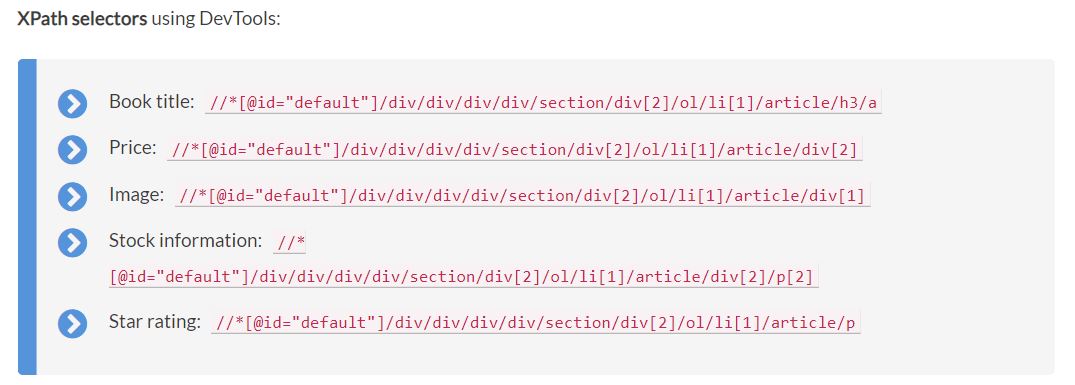 XPath selectors using DevTools:
Book title: //*[@id="default"]/div/div/div/div/section/div[2]/ol/li[1]/article/h3/a
Price: //*[@id="default"]/div/div/div/div/section/div[2]/ol/li[1]/article/div[2]
Image: //*[@id="default"]/div/div/div/div/section/div[2]/ol/li[1]/article/div[1]
Stock information: //*
[@id="default"]/div/div/div/div/section/div[2]/ol/li[1]/article/div[2]/p[2]
Star rating: //*[@id="default"]/div/div/div/div/section/div[2]/ol/li[1]/article/p